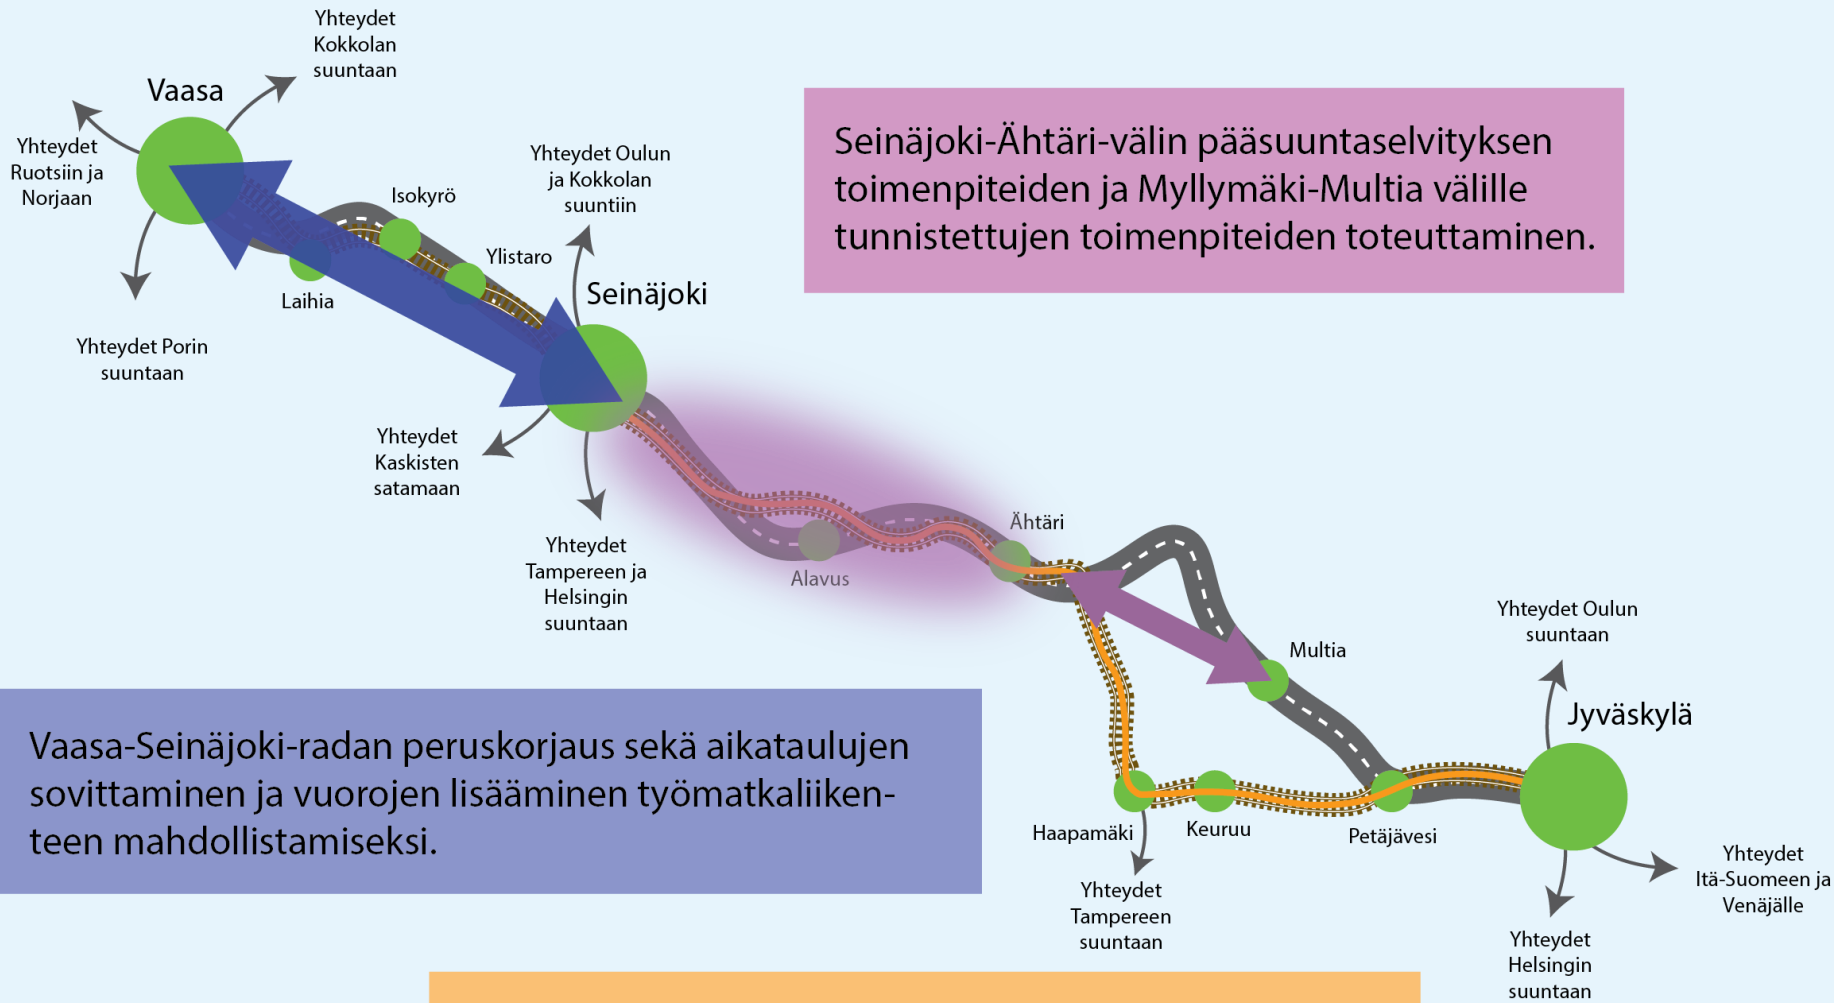 Yhteydet
Kokkolan
suuntaan
Vaasa
Yhteydet
Ruotsiin ja
Norjaan
Isokyrö
Yhteydet Oulun
ja Kokkolan
suuntiin
Seinäjoki-Ähtäri-välin pääsuuntaselvityksen
toimenpiteiden ja Myllymäki-Multia välille
tunnistettujen toimenpiteiden toteuttaminen.
Ylistaro
Laihia
Seinäjoki
Yhteydet Porin
suuntaan
Yhteydet
Kaskisten
satamaan
Yhteydet
Tampereen ja
Helsingin
suuntaan
Alavus
Ähtäri
Multia
Yhteydet Oulun
suuntaan
Jyväskylä
Vaasa-Seinäjoki-radan peruskorjaus sekä aikataulujen
sovittaminen ja vuorojen lisääminen työmatkaliiken-
teen mahdollistamiseksi.
Haapamäki
Keuruu
Petäjävesi
Yhteydet
Tampereen
suuntaan
Yhteydet
Itä-Suomeen ja
Venäjälle
Yhteydet
Helsingin
suuntaan